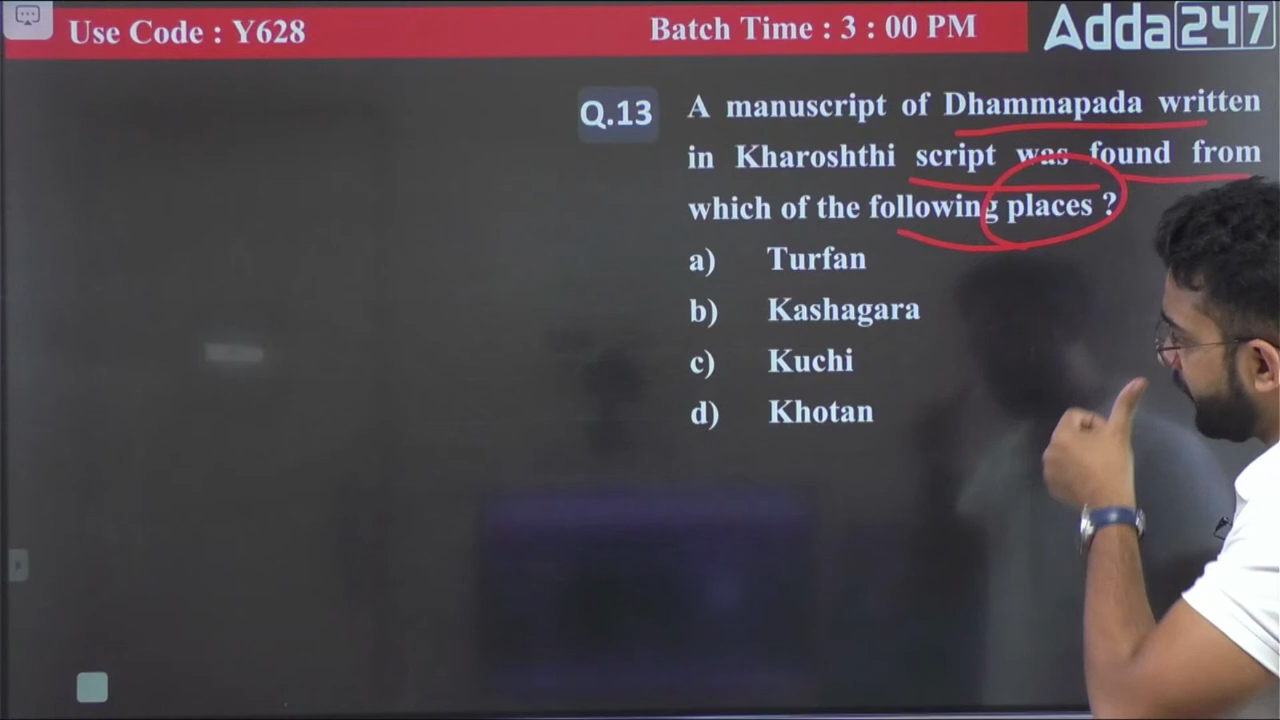 Use Code : Y628
Batch Time : 3 : 00 PM
Adda247
Q.13 A manuscript of Dhammapada written
in Kharoshthi script was found from
which of the following places ?
a) Turfan
b) Kashagara
c) Kuchi
d) Khotan